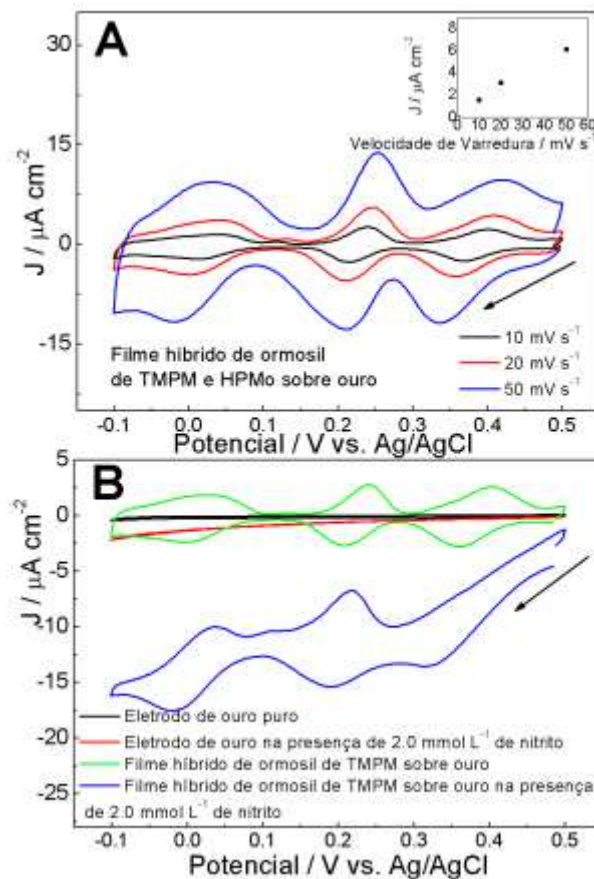 A
J / μA cm⁻²
8
6
4
2
0
0 10 20 30 40 50 60
Velocidade de Varredura / mV s⁻¹
30
15
0
-15
J / μA cm⁻²
Filme híbrido de ormosil
de TMPM e HPMo sobre ouro
10 mV s⁻¹
20 mV s⁻¹
50 mV s⁻¹
-0.1 0.0 0.1 0.2 0.3 0.4 0.5
Potencial / V vs. Ag/AgCl
B
5
0
-5
-10
-15
-20
-25
J / μA cm⁻²
Eletrodo de ouro puro
Eletrodo de ouro na presença de 2.0 mmol L⁻¹ de nitrito
Filme híbrido de ormosil de TMPM sobre ouro
Filme híbrido de ormosil de TMPM sobre ouro na presença
de 2.0 mmol L⁻¹ de nitrito
-0.1 0.0 0.1 0.2 0.3 0.4 0.5
Potencial / V vs. Ag/AgCl